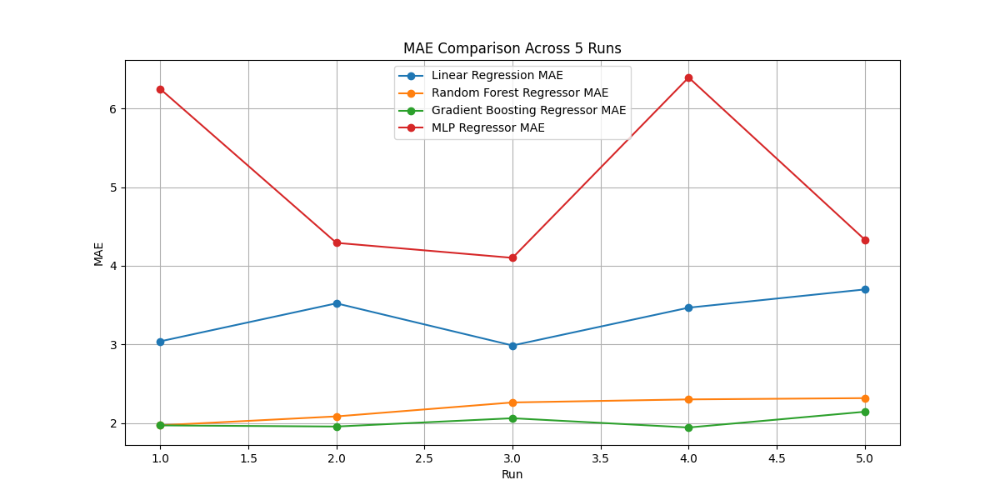 MAE Comparison Across 5 Runs
Linear Regression MAE
Random Forest Regressor MAE
Gradient Boosting Regressor MAE
MLP Regressor MAE
MAE
6
5
4
3
2
1.0 1.5 2.0 2.5 3.0 3.5 4.0 4.5 5.0
Run